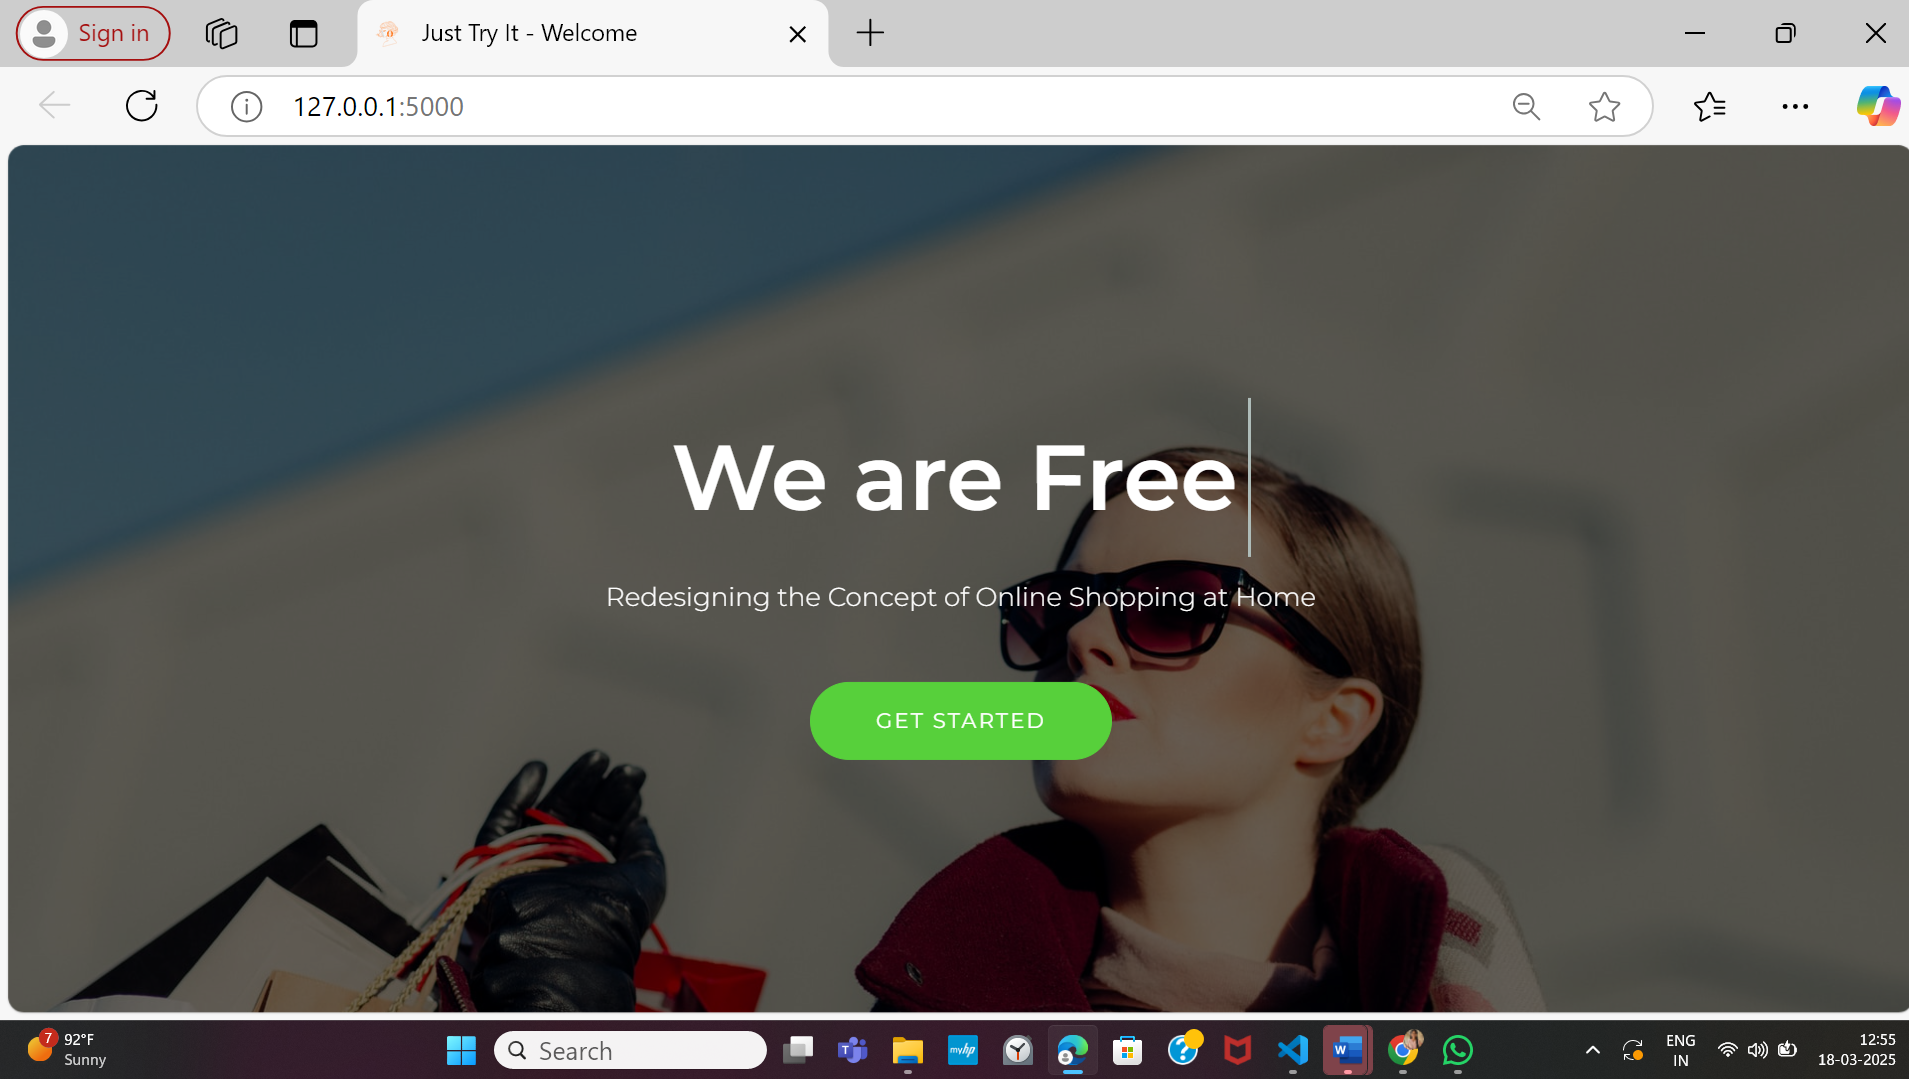 Sign in
Just Try It - Welcome
127.0.0.1:5000
We are Free
Redesigning the Concept of Online Shopping at Home
GET STARTED
7
92°F
Sunny
Search
T
myhp
?
W
ENG
IN
12:55
18-03-2025